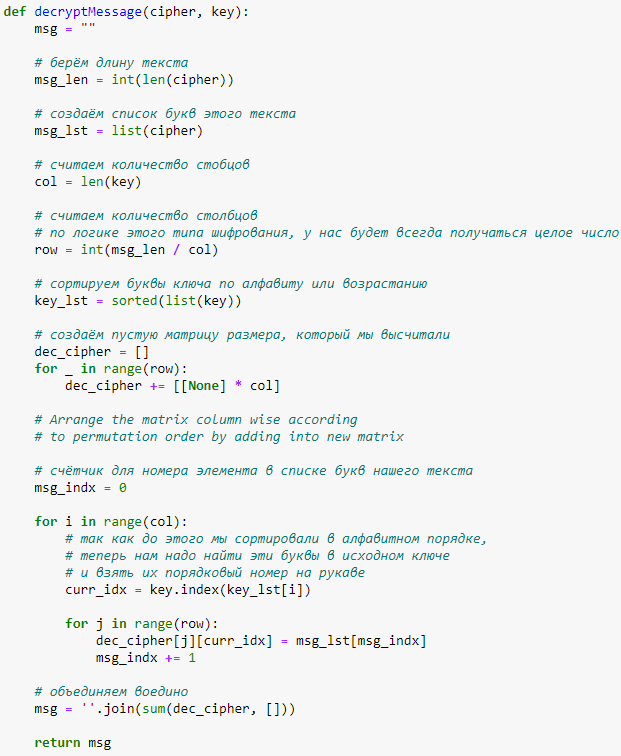 def decryptMessage(cipher, key):
    msg = ""

    # берём длину текста
    msg_len = int(len(cipher))

    # создаём список букв этого текста
    msg_lst = list(cipher)

    # считаем количество стобцов
    col = len(key)

    # считаем количество столбцов
    # по логике этого типа шифрования, у нас будет всегда получаться целое число
    row = int(msg_len / col)

    # сортируем буквы ключа по алфавиту или возрастанию
    key_lst = sorted(list(key))

    # создаём пустую матрицу размера, который мы высчитали
    dec_cipher = []
    for _ in range(row):
        dec_cipher += [[None] * col]

    # Arrange the matrix column wise according
    # to permutation order by adding into new matrix

    # счётчик для номера элемента в списке букв нашего текста
    msg_indx = 0

    for i in range(col):
        # так как до этого мы сортировали в алфавитном порядке,
        # теперь нам надо найти эти буквы в исходном ключе
        # и взять их порядковый номер на рукаве
        curr_idx = key.index(key_lst[i])

        for j in range(row):
            dec_cipher[j][curr_idx] = msg_lst[msg_indx]
            msg_indx += 1

    # объединяем воедино
    msg = ''.join(sum(dec_cipher, []))

    return msg